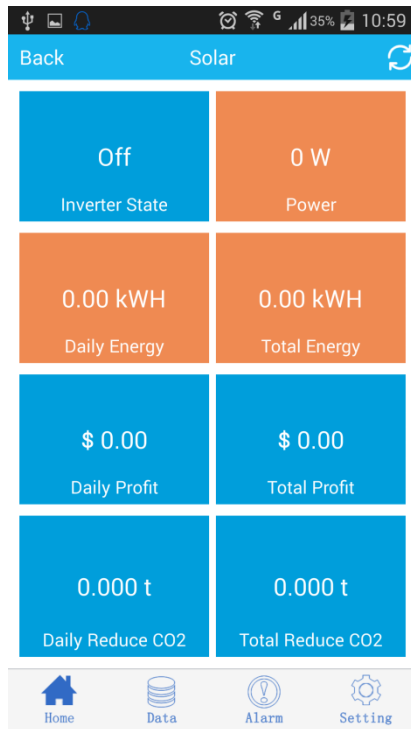 G 35% 10:59
Back Solar
Off 0 W
Inverter State Power
0.00 kWH 0.00 kWH
Daily Energy Total Energy
$ 0.00 $ 0.00
Daily Profit Total Profit
0.000 t 0.000 t
Daily Reduce CO2 Total Reduce CO2
Home Data Alarm Setting